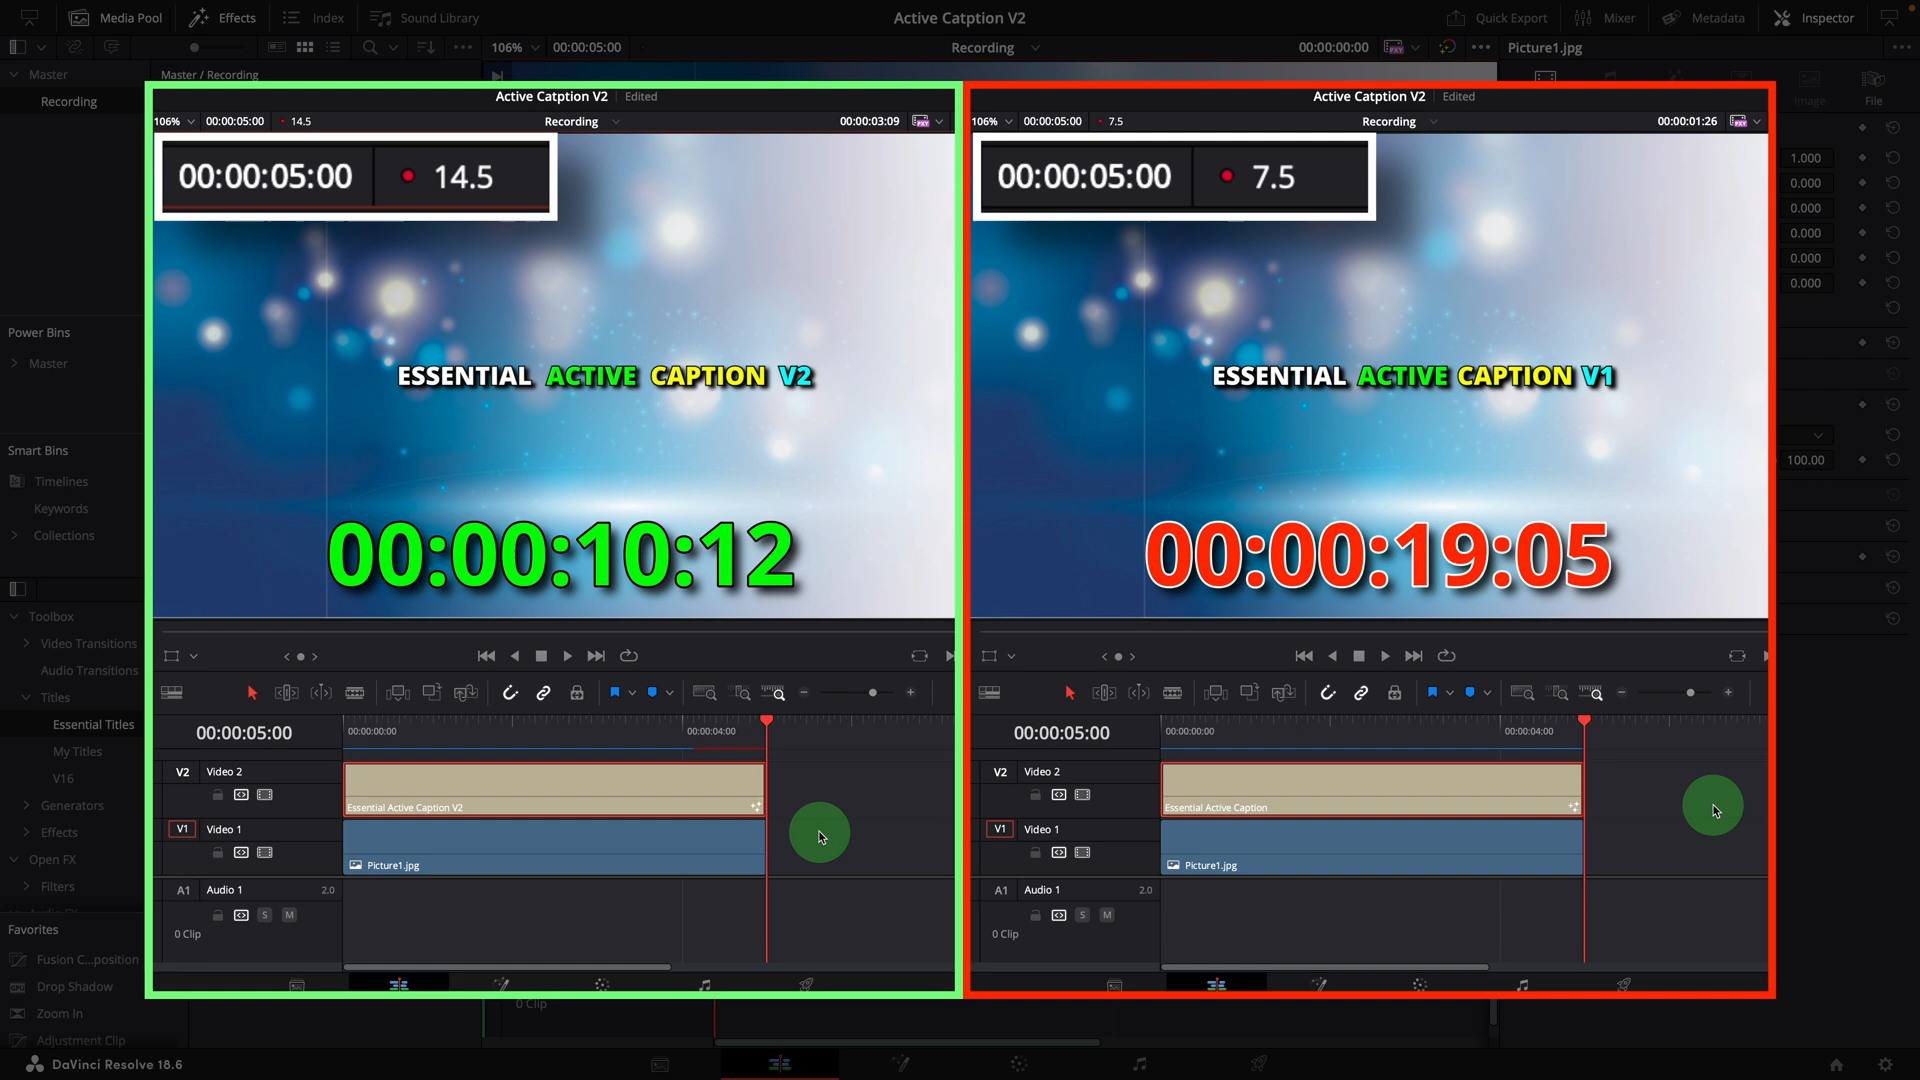 Media Pool
Effects
Index
Sound Library
Active Catption V2
Quick Export
Mixer
Metadata
Inspector
106%
00:00:05:00
Recording
00:00:00:00
Picture1.jpg
Master
Master / Recording
Recording
Image
File
Active Catption V2 Edited
106% 00:00:05:00 14.5 Recording 00:00:03:09
00:00:05:00 14.5
ESSENTIAL ACTIVE CAPTION V2
00:00:10:12
00:00:05:00
00:00:00:00
00:00:04:00
V2 Video 2
Essential Active Caption V2
V1 Video 1
Picture1.jpg
A1 Audio 1 2.0
S M
0 Clip
Active Catption V2 Edited
106% 00:00:05:00 7.5 Recording 00:00:01:26
00:00:05:00 7.5
ESSENTIAL ACTIVE CAPTION V1
00:00:19:05
00:00:05:00
00:00:00:00
00:00:04:00
V2 Video 2
Essential Active Caption
V1 Video 1
Picture1.jpg
A1 Audio 1 2.0
S M
0 Clip
1.000
0.000
0.000
0.000
0.000
0.000
100.00
Power Bins
Master
Smart Bins
Timelines
Keywords
Collections
Toolbox
Video Transitions
Audio Transitions
Titles
Essential Titles
My Titles
V16
Generators
Effects
Open FX
Filters
Favorites
Fusion C...position
Drop Shadow
Zoom In
Adjustment Clip
0 Clip
DaVinci Resolve 18.6